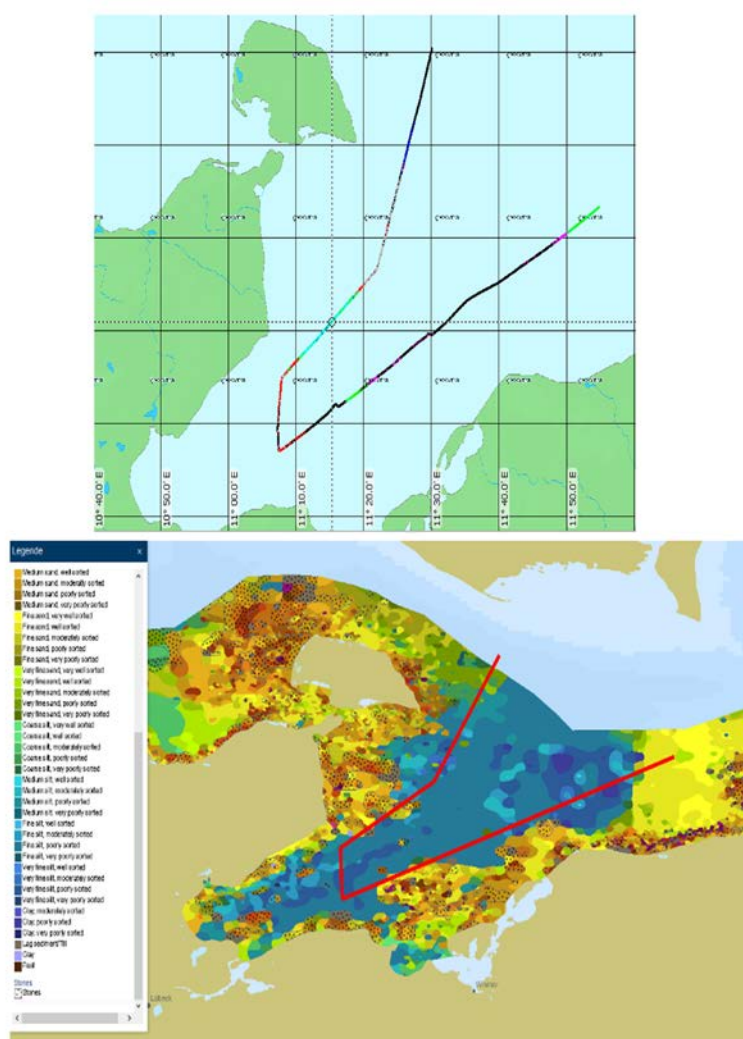 10° 40.0' E
10° 50.0' E
11° 00.0' E
11° 10.0' E
11° 20.0' E
11° 30.0' E
11° 40.0' E
11° 50.0' E
Legende x
Medium sand, well sorted
Medium sand, moderately sorted
Medium sand, poorly sorted
Medium sand, very poorly sorted
Fine sand, very well sorted
Fine sand, well sorted
Fine sand, moderately sorted
Fine sand, poorly sorted
Fine sand, very poorly sorted
Very fine sand, very well sorted
Very fine sand, well sorted
Very fine sand, moderately sorted
Very fine sand, poorly sorted
Very fine sand, very poorly sorted
Coarse silt, very well sorted
Coarse silt, well sorted
Coarse silt, moderately sorted
Coarse silt, poorly sorted
Coarse silt, very poorly sorted
Medium silt, well sorted
Medium silt, moderately sorted
Medium silt, poorly sorted
Medium silt, very poorly sorted
Fine silt, well sorted
Fine silt, moderately sorted
Fine silt, poorly sorted
Fine silt, very poorly sorted
Very fine silt, well sorted
Very fine silt, moderately sorted
Very fine silt, poorly sorted
Very fine silt, very poorly sorted
Clay, moderately sorted
Clay, poorly sorted
Clay, very poorly sorted
Lag sediment/Till
Clay
Peat
Stones
Stones
Lübeck
Wismar